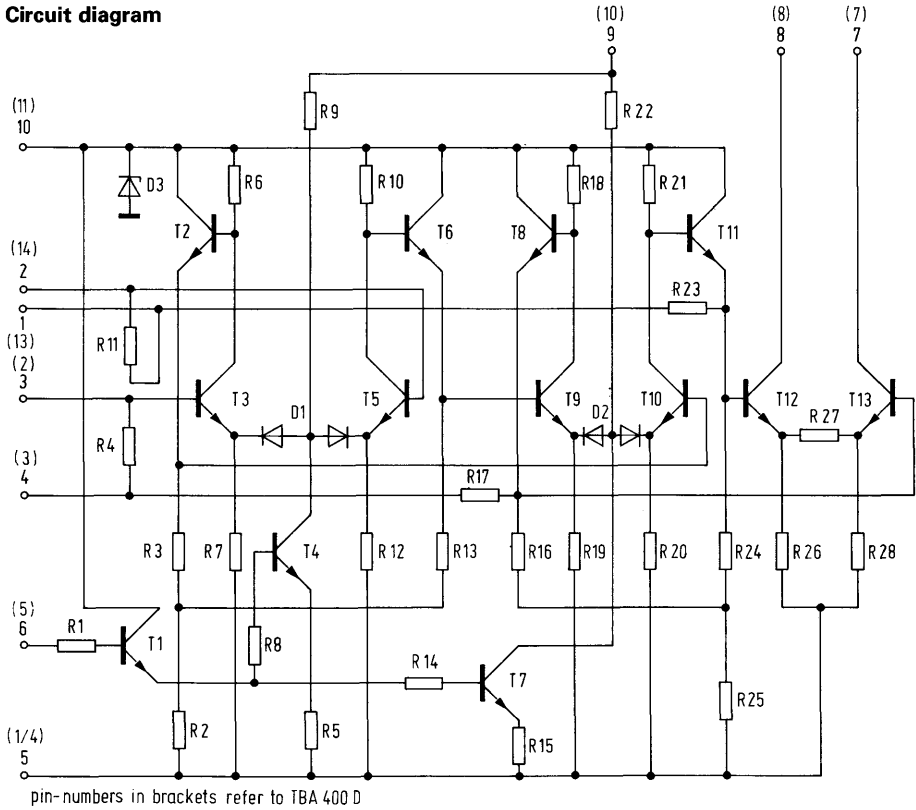 Circuit diagram
(10)
9
(8)
8
(7)
7
(11)
10
R9
R22
D3
R6
R10
R18
R21
T2
T6
T8
T11
(14)
2
1
(13)
R11
R23
(2)
3
T3
D1
T5
T9
D2
T10
T12
R27
T13
R4
(3)
4
R17
R3
R7
T4
R12
R13
R16
R19
R20
R24
R26
R28
(5)
6
R1
T1
R8
R14
T7
R2
R5
R15
R25
(1/4)
5
pin-numbers in brackets refer to TBA 400 D